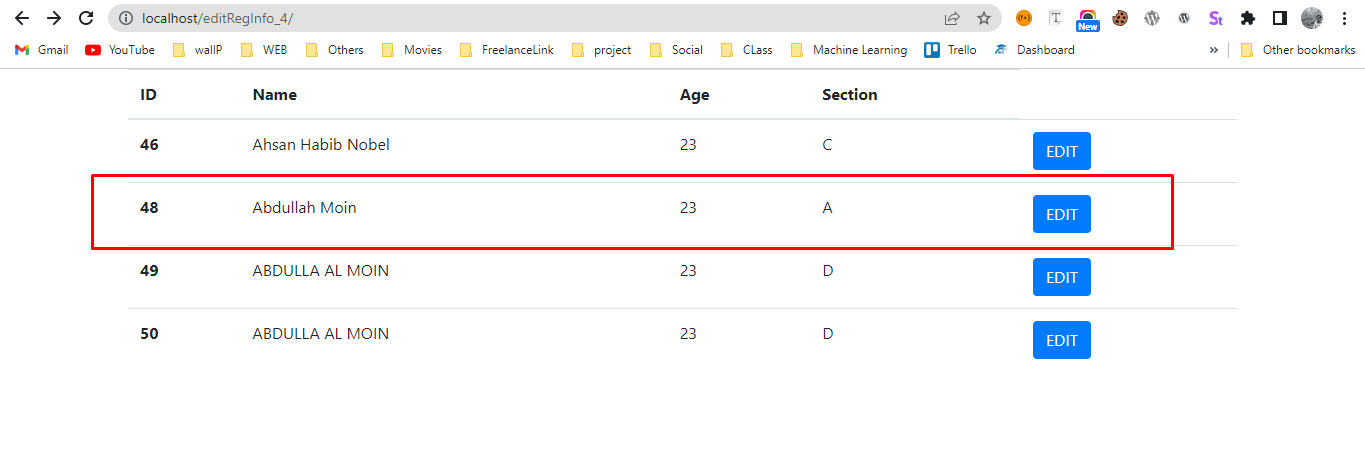 localhost/editRegInfo_4/
New
St
Gmail YouTube wallP WEB Others Movies FreelanceLink project Social CLass Machine Learning Trello Dashboard » Other bookmarks
ID Name Age Section
46 Ahsan Habib Nobel 23 C EDIT
48 Abdullah Moin 23 A EDIT
49 ABDULLA AL MOIN 23 D EDIT
50 ABDULLA AL MOIN 23 D EDIT